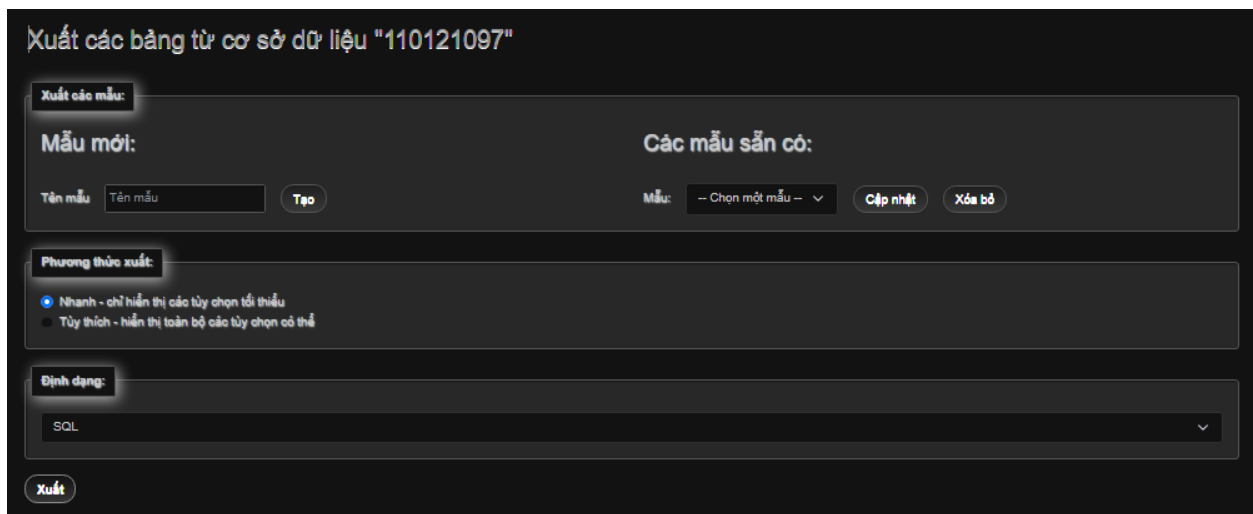 Xuất các bảng từ cơ sở dữ liệu "110121097"
Xuất các mẫu:
Mẫu mới:
Tên mẫu Tên mẫu Tạo
Các mẫu sẵn có:
Mẫu: -- Chọn một mẫu -- Cập nhật Xóa bỏ
Phương thức xuất:
Nhanh - chỉ hiển thị các tùy chọn tối thiểu
Tùy thích - hiển thị toàn bộ các tùy chọn có thể
Định dạng:
SQL
Xuất